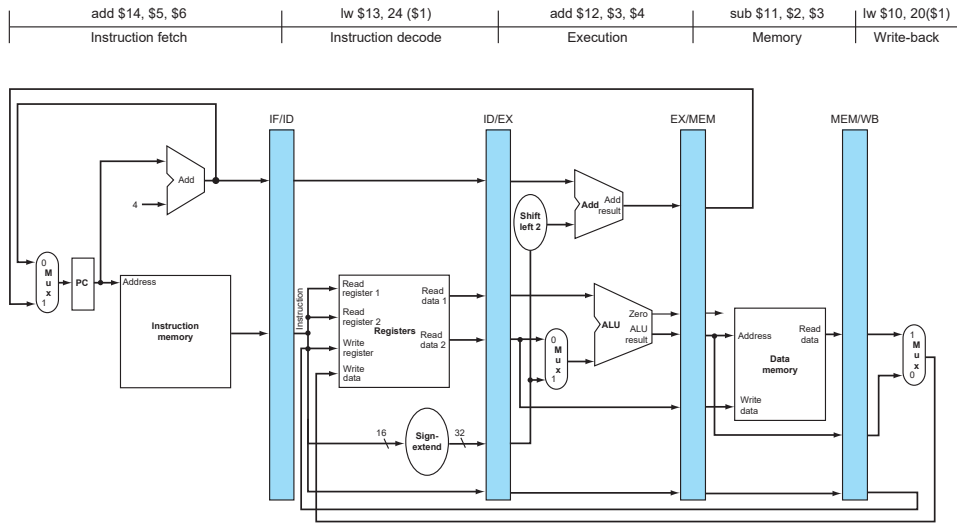 add $14, $5, $6
lw $13, 24 ($1)
add $12, $3, $4
sub $11, $2, $3
lw $10, 20($1)
Instruction fetch
Instruction decode
Execution
Memory
Write-back
IF/ID
ID/EX
EX/MEM
MEM/WB
Add
4
0
M
u
x
1
PC
Address
Instruction
memory
Instruction
Read
register 1
Read
register 2
Write
register
Write
data
Registers
Read
data 1
Read
data 2
16
Sign-
extend
32
Shift
left 2
Add
Add
result
0
M
u
x
1
ALU
Zero
ALU
result
Address
Read
data
Data
memory
Write
data
1
M
u
x
0